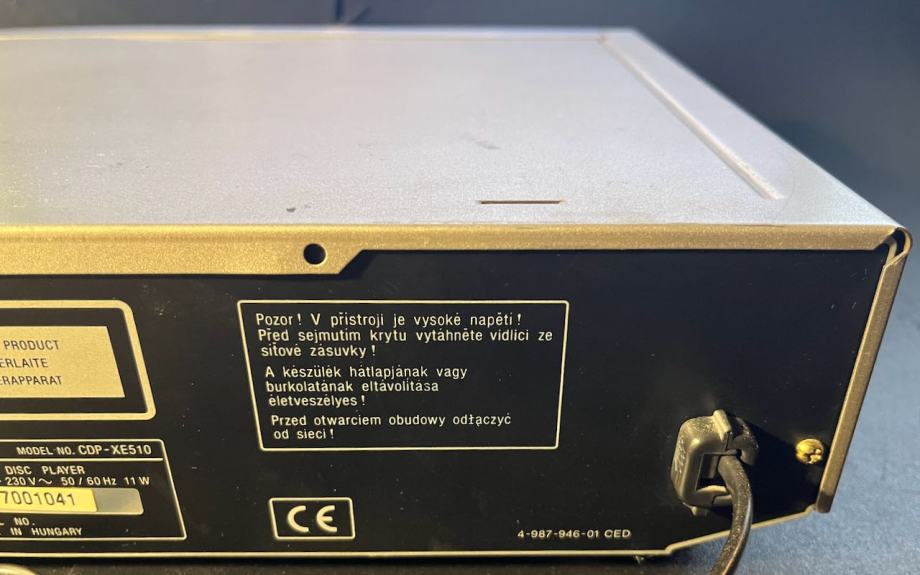 PRODUCT
ERLAITE
ERAPPARAT
MODEL NO. CDP-XE510
DISC PLAYER
230V~ 50/60Hz 11W
7001041
NO.
IN HUNGARY
Pozor! V přístroji je vysoké napětí!
Před sejmutím krytu vytáhněte vidlici ze
síťové zásuvky!
A készülék hátlapjának vagy
burkolatának eltávolítása
életveszélyes!
Przed otwarciem obudowy odłączyć
od sieci!
CE
4-987-946-01 CED